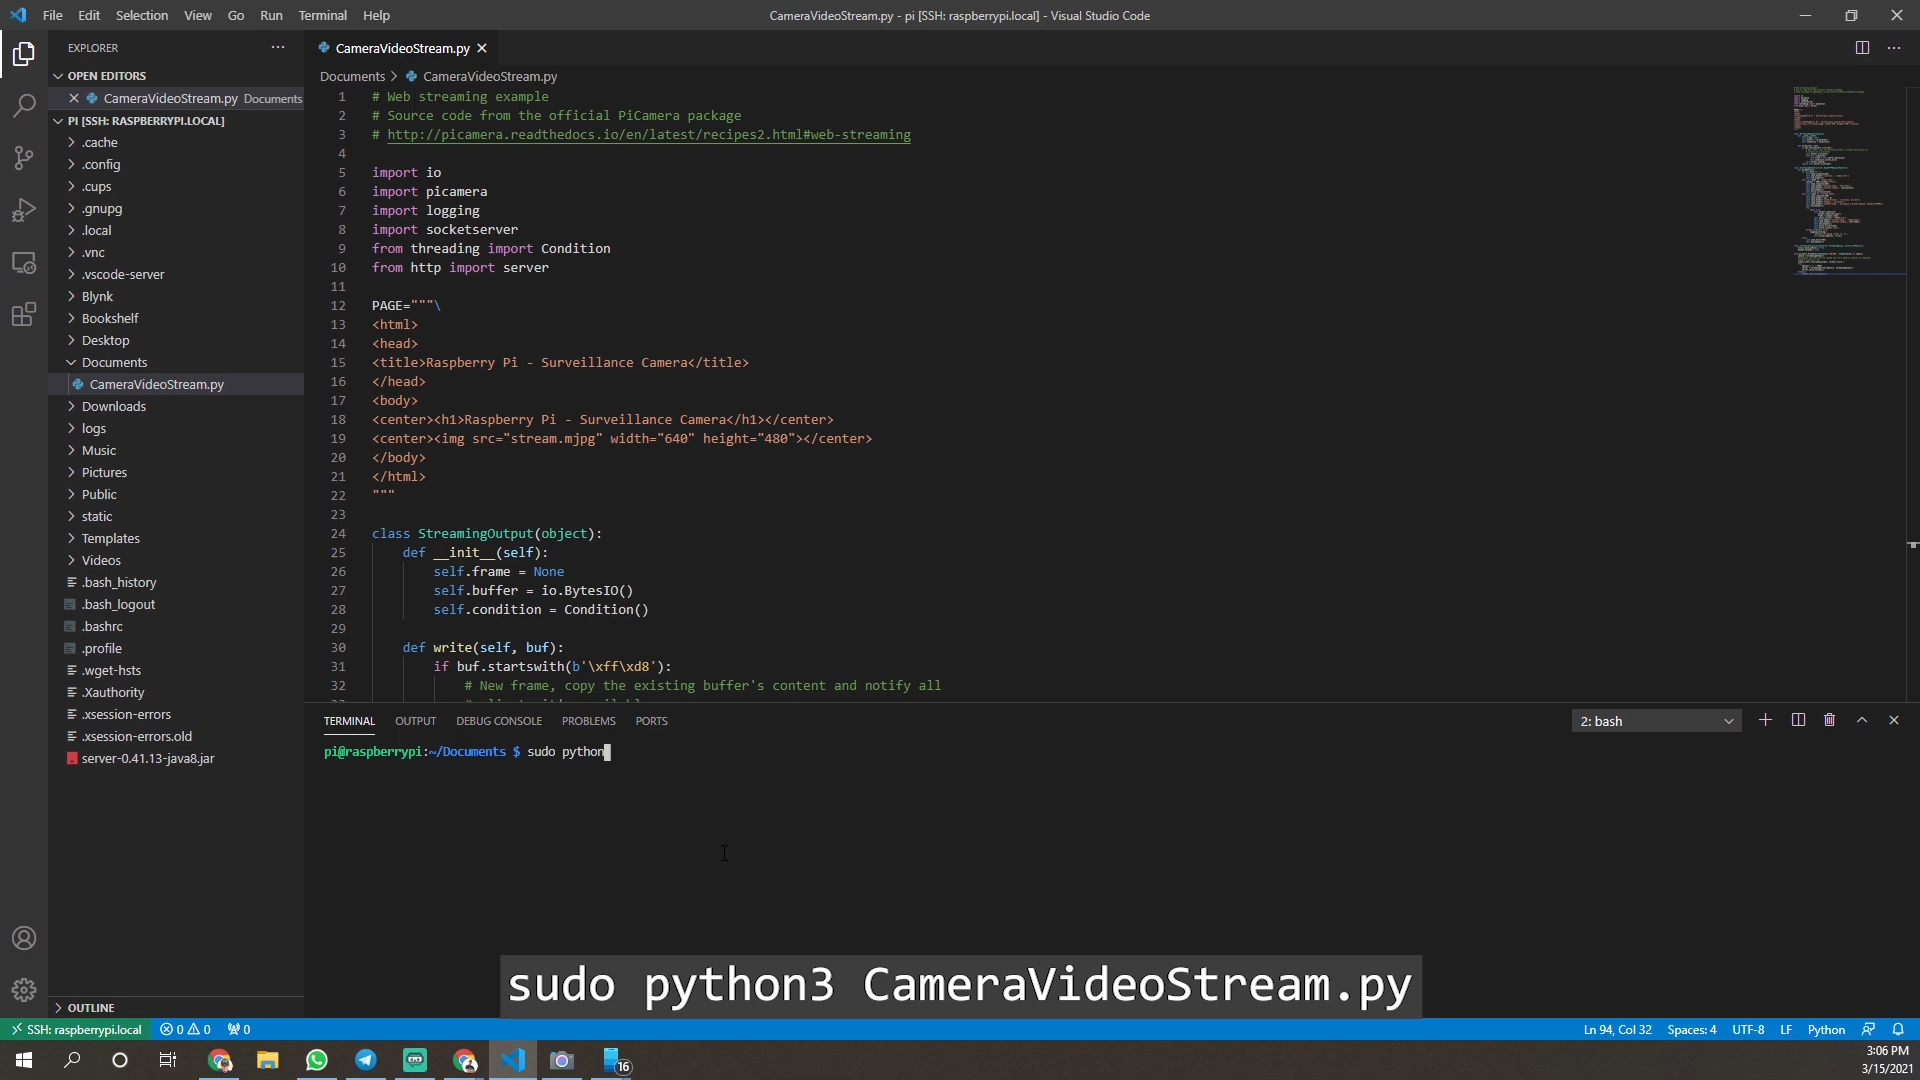 File Edit Selection View Go Run Terminal Help
CameraVideoStream.py - pi [SSH: raspberrypi.local] - Visual Studio Code
EXPLORER
OPEN EDITORS
CameraVideoStream.py Documents
PI [SSH: RASPBERRYPI.LOCAL]
.cache
.config
.cups
.gnupg
.local
.vnc
.vscode-server
Blynk
Bookshelf
Desktop
Documents
CameraVideoStream.py
Downloads
logs
Music
Pictures
Public
static
Templates
Videos
.bash_history
.bash_logout
.bashrc
.profile
.wget-hsts
.Xauthority
.xsession-errors
.xsession-errors.old
server-0.41.13-java8.jar
OUTLINE
CameraVideoStream.py
Documents > CameraVideoStream.py
1 # Web streaming example
2 # Source code from the official PiCamera package
3 # http://picamera.readthedocs.io/en/latest/recipes2.html#web-streaming
4
5 import io
6 import picamera
7 import logging
8 import socketserver
9 from threading import Condition
10 from http import server
11
12 PAGE="""\
13 <html>
14 <head>
15 <title>Raspberry Pi - Surveillance Camera</title>
16 </head>
17 <body>
18 <center><h1>Raspberry Pi - Surveillance Camera</h1></center>
19 <center><img src="stream.mjpg" width="640" height="480"></center>
20 </body>
21 </html>
22 """
23
24 class StreamingOutput(object):
25 def __init__(self):
26 self.frame = None
27 self.buffer = io.BytesIO()
28 self.condition = Condition()
29
30 def write(self, buf):
31 if buf.startswith(b'\xff\xd8'):
32 # New frame, copy the existing buffer's content and notify all
TERMINAL OUTPUT DEBUG CONSOLE PROBLEMS PORTS
2: bash
pi@raspberrypi:~/Documents $ sudo python
sudo python3 CameraVideoStream.py
SSH: raspberrypi.local 0 0 0
Ln 94, Col 32 Spaces: 4 UTF-8 LF Python
16
3:06 PM
3/15/2021